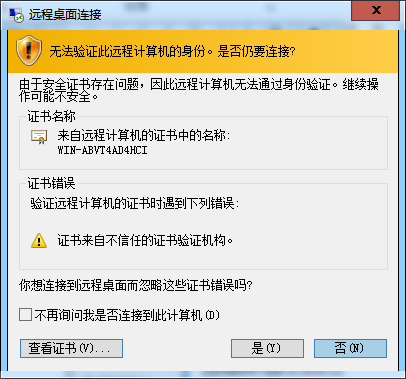 远程桌面连接
无法验证此远程计算机的身份。是否仍要连接?
由于安全证书存在问题，因此远程计算机无法通过身份验证。继续操
作可能不安全。
证书名称
来自远程计算机的证书中的名称:
WIN-ABVT4AD4HCI
证书错误
验证远程计算机的证书时遇到下列错误:
证书来自不信任的证书验证机构。
你想连接到远程桌面而忽略这些证书错误吗?
不再询问我是否连接到此计算机(D)
查看证书(V)...
是(Y)
否(N)